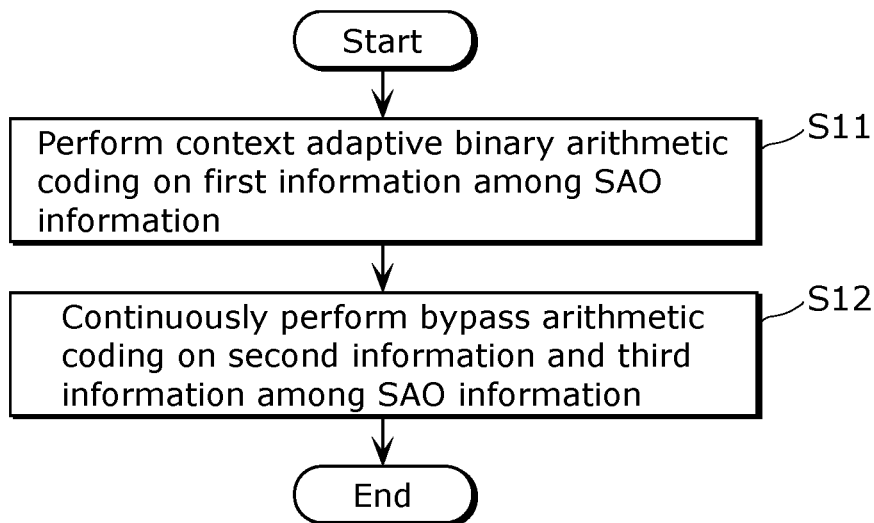 Start
Perform context adaptive binary arithmetic
coding on first information among SAO
information
S11
Continuously perform bypass arithmetic
coding on second information and third
information among SAO information
S12
End